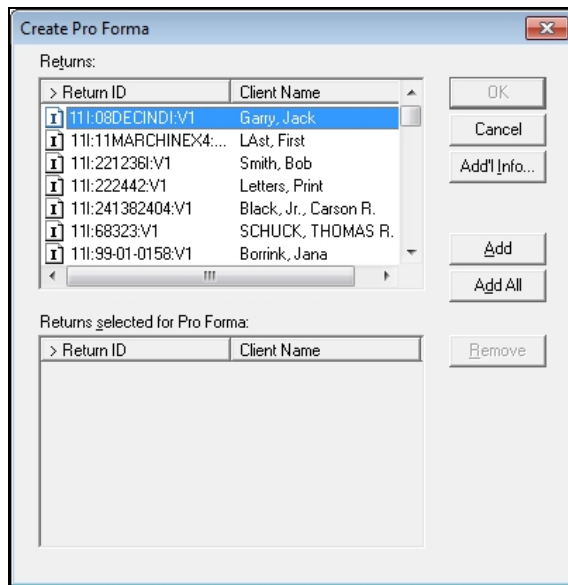 Create Pro Forma
Returns:
> Return ID Client Name
11I:08DECINDI:V1 Garry, Jack
11I:11MARCHINEX4:... LAst, First
11I:221236I:V1 Smith, Bob
11I:222442:V1 Letters, Print
11I:241382404:V1 Black, Jr., Carson R.
11I:68323:V1 SCHUCK, THOMAS R.
11I:99-01-0158:V1 Borrink, Jana
OK
Cancel
Add'l Info...
Add
Add All
Returns selected for Pro Forma:
> Return ID Client Name
Remove